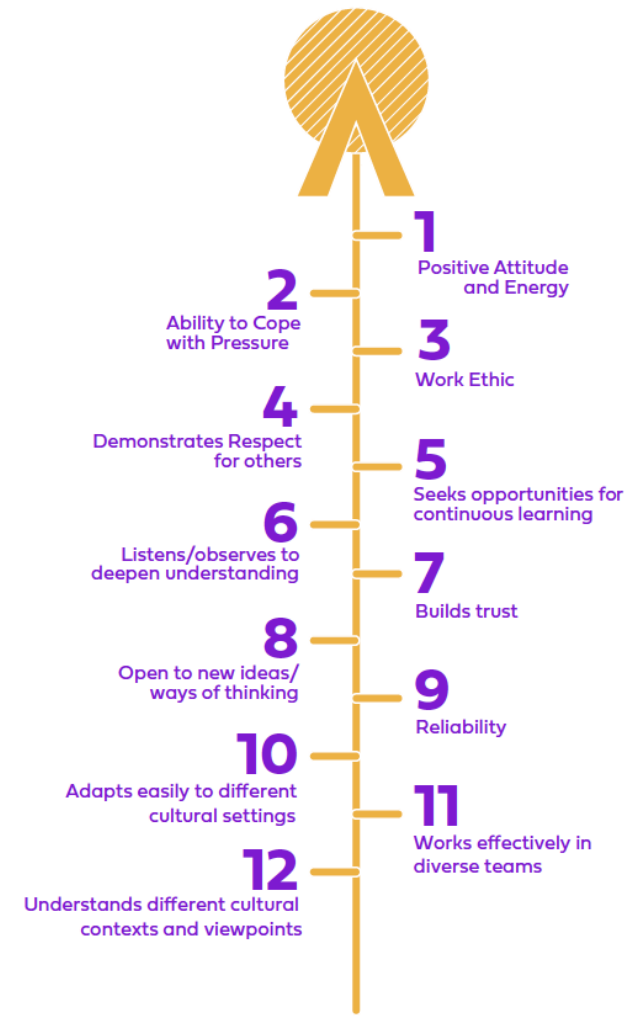 1
Positive Attitude
and Energy
2
Ability to Cope
with Pressure
3
Work Ethic
4
Demonstrates Respect
for others
5
Seeks opportunities for
continuous learning
6
Listens/observes to
deepen understanding
7
Builds trust
8
Open to new ideas/
ways of thinking
9
Reliability
10
Adapts easily to different
cultural settings
11
Works effectively in
diverse teams
12
Understands different cultural
contexts and viewpoints